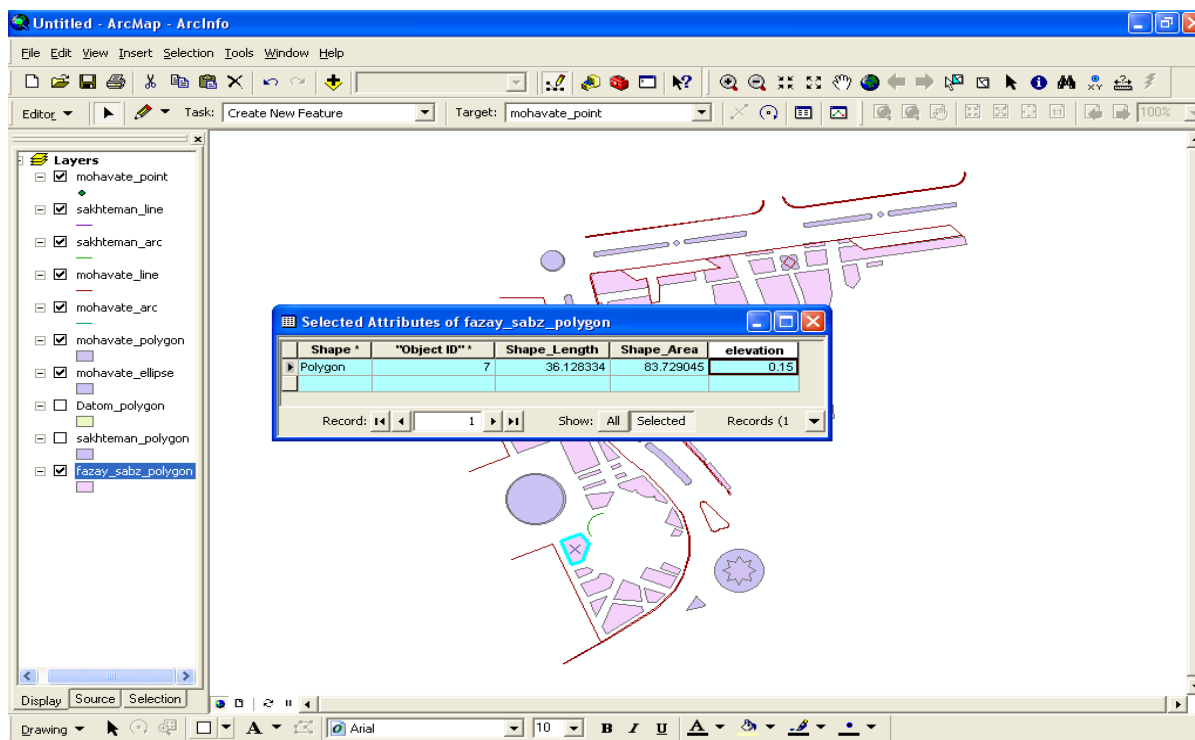 Untitled - ArcMap - ArcInfo
File Edit View Insert Selection Tools Window Help
Editor Task: Create New Feature Target: mohavate_point 100%
Layers
mohavate_point
sakhteman_line
sakhteman_arc
mohavate_line
mohavate_arc
mohavate_polygon
mohavate_ellipse
Datom_polygon
sakhteman_polygon
fazay_sabz_polygon
Selected Attributes of fazay_sabz_polygon
Shape * "Object ID" * Shape_Length Shape_Area elevation
Polygon 7 36.128334 83.729045 0.15
Record: 1 Show: All Selected Records (1
Display Source Selection
Drawing A Arial 10 B I U A